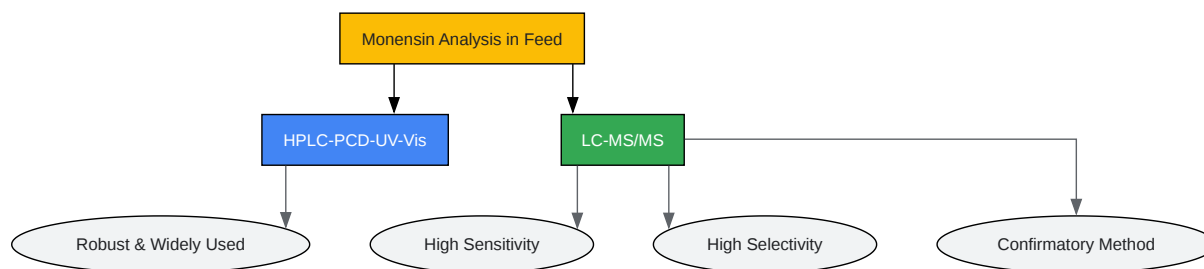 Monensin Analysis in Feed
HPLC-PCD-UV-Vis
LC-MS/MS
Robust & Widely Used
High Sensitivity
High Selectivity
Confirmatory Method